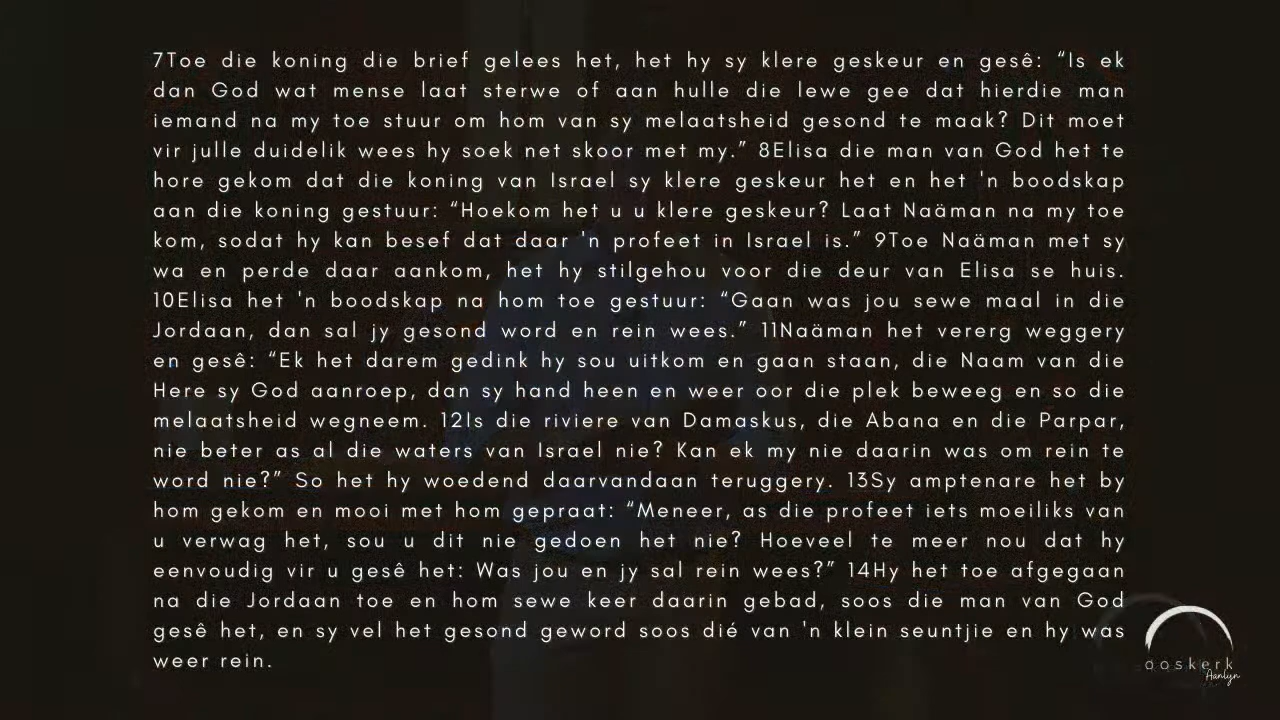 7Toe die koning die brief gelees het, het hy sy klere geskeur en gesê: “Is ek
dan God wat mense laat sterwe of aan hulle die lewe gee dat hierdie man
iemand na my toe stuur om hom van sy melaatsheid gesond te maak? Dit moet
vir julle duidelik wees hy soek net skoor met my.” 8Elisa die man van God het te
hore gekom dat die koning van Israel sy klere geskeur het en het 'n boodskap
aan die koning gestuur: “Hoekom het u u klere geskeur? Laat Naäman na my toe
kom, sodat hy kan besef dat daar 'n profeet in Israel is.” 9Toe Naäman met sy
wa en perde daar aankom, het hy stilgehou voor die deur van Elisa se huis.
10Elisa het 'n boodskap na hom toe gestuur: “Gaan was jou sewe maal in die
Jordaan, dan sal jy gesond word en rein wees.” 11Naäman het vererg weggery
en gesê: “Ek het darem gedink hy sou uitkom en gaan staan, die Naam van die
Here sy God aanroep, dan sy hand heen en weer oor die plek beweeg en so die
melaatsheid wegneem. 12Is die riviere van Damaskus, die Abana en die Parpar,
nie beter as al die waters van Israel nie? Kan ek my nie daarin was om rein te
word nie?” So het hy woedend daarvandaan teruggery. 13Sy amptenare het by
hom gekom en mooi met hom gepraat: “Meneer, as die profeet iets moeiliks van
u verwag het, sou u dit nie gedoen het nie? Hoeveel te meer nou dat hy
eenvoudig vir u gesê het: Was jou en jy sal rein wees?” 14Hy het toe afgegaan
na die Jordaan toe en hom sewe keer daarin gebad, soos die man van God
gesê het, en sy vel het gesond geword soos dié van 'n klein seuntjie en hy was
weer rein.
ooskerk
Aanlyn